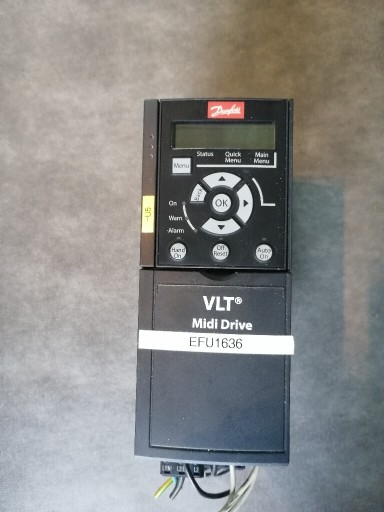 Danfoss
Status
Quick
Menu
Main
Menu
Menu
Back
OK
On
Warn.
Alarm
Hand
On
Off
Reset
Auto
On
VLT®
Midi Drive
EFU1636